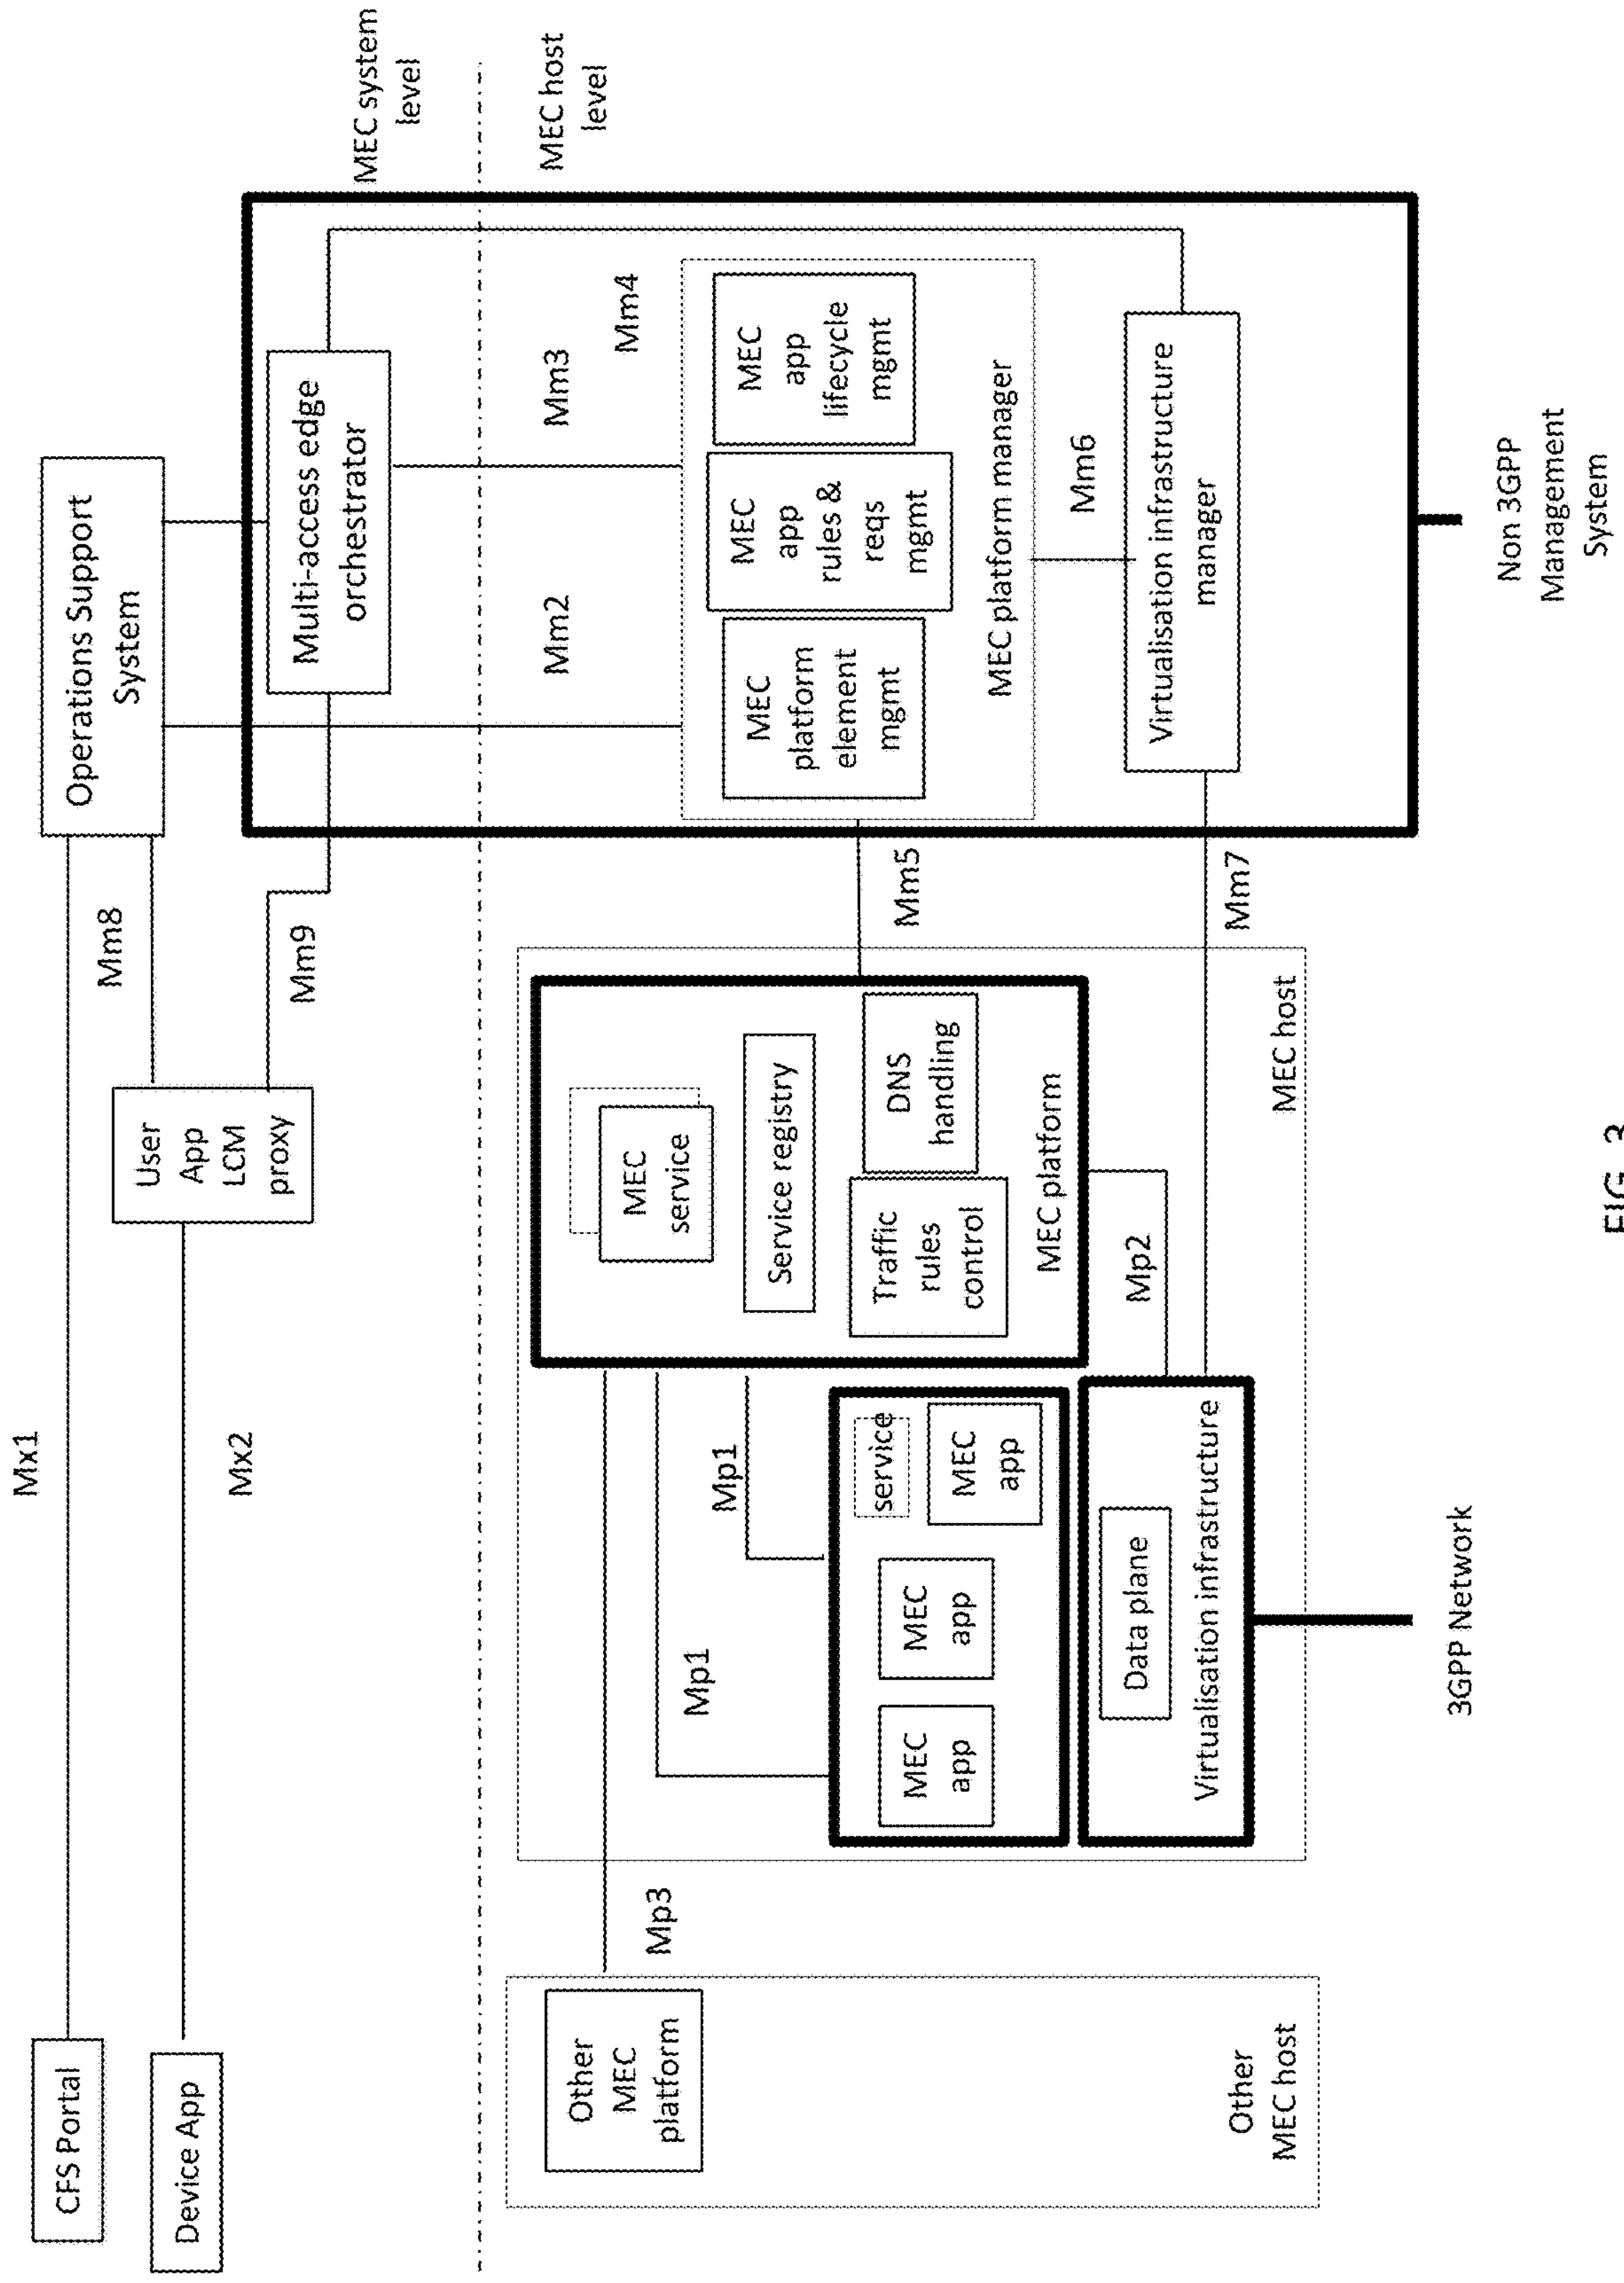 Mx1
CFS Portal
Device App
Mx2
User
App
LCM
proxy
Mm8
Mm9
Operations Support
System
Multi-access edge
orchestrator
MEC system
level
MEC host
level
Mm2
Mm3
Mm4
Other
MEC
platform
Other
MEC host
Mp3
Mp1
Mp1
MEC
app
MEC
app
service
MEC
app
Data plane
Virtualisation infrastructure
MEC
service
Service registry
Traffic
rules
control
DNS
handling
MEC platform
Mp2
MEC host
Mm5
Mm7
MEC
platform
element
mgmt
MEC
app
rules &
reqs
mgmt
MEC
app
lifecycle
mgmt
MEC platform manager
Mm6
Virtualisation infrastructure
manager
3GPP Network
Non 3GPP
Management
System
FIG. 3